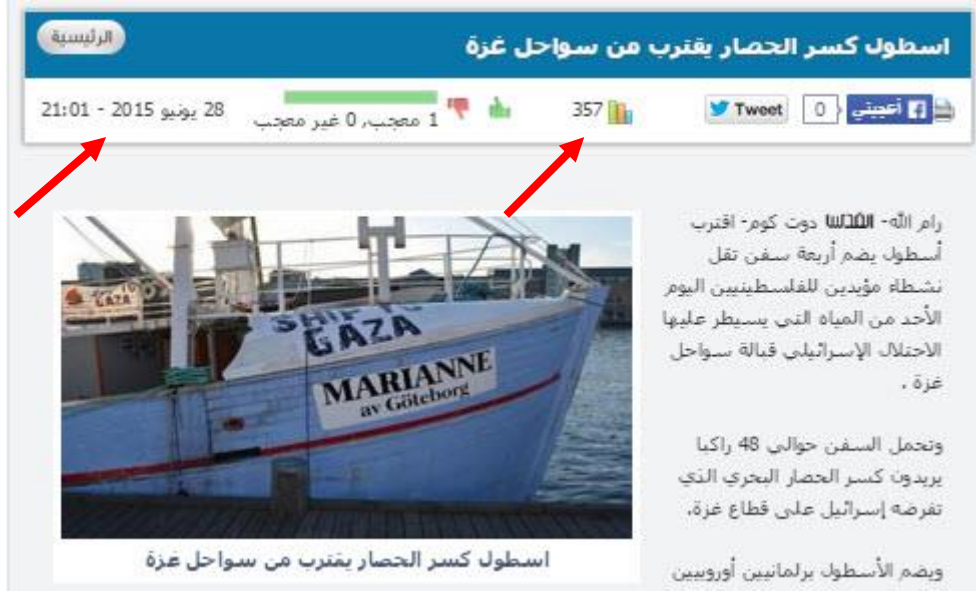 الرئيسية
اسطول كسر الحصار يقترب من سواحل غزة
أعجبني 0 Tweet 357 1 معجب, 0 غير معجب 28 يونيو 2015 - 21:01
رام الله- القدس دوت كوم- اقترب
أسطول يضم أربعة سفن تقل
نشطاء مؤيدين للفلسطينيين اليوم
الأحد من المياه التي يسيطر عليها
الاحتلال الإسرائيلي قبالة سواحل
غزة .
وتحمل السفن حوالي 48 راكبا
يريدون كسر الحصار البحري الذي
تفرضه إسرائيل على قطاع غزة.
ويضم الأسطول برلمانيين أوروبيين
SHIP TO
GAZA
MARIANNE
av Göteborg
GAZA
اسطول كسر الحصار يقترب من سواحل غزة